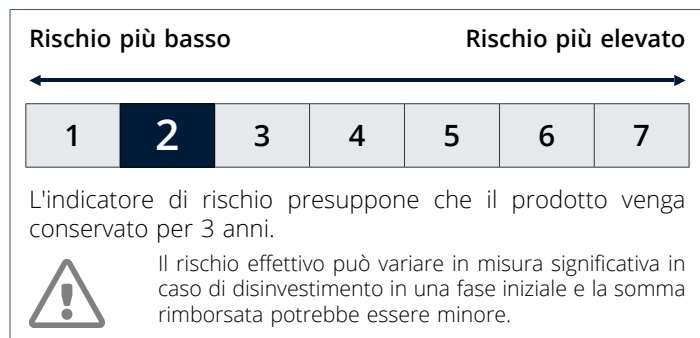 Rischio più basso Rischio più elevato
1 2 3 4 5 6 7
L'indicatore di rischio presuppone che il prodotto venga
conservato per 3 anni.
Il rischio effettivo può variare in misura significativa in
caso di disinvestimento in una fase iniziale e la somma
rimborsata potrebbe essere minore.